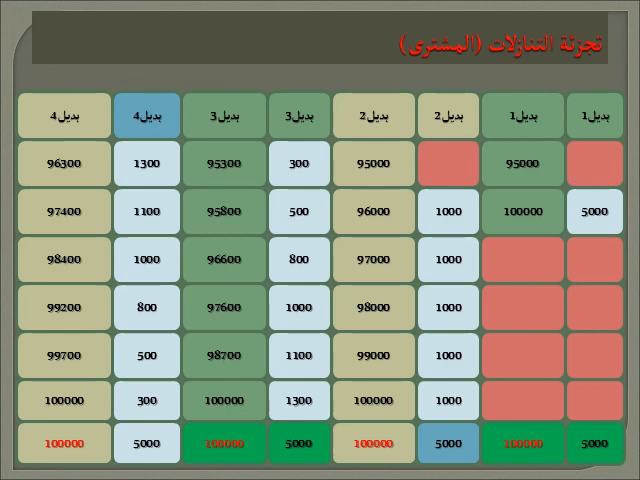 تجزئة التنازلات (المشترى)
بديل1 بديل1 بديل2 بديل2 بديل3 بديل3 بديل4 بديل4
95000 95000 300 95300 1300 96300
5000 100000 1000 96000 500 95800 1100 97400
1000 97000 800 96600 1000 98400
1000 98000 1000 97600 800 99200
1000 99000 1100 98700 500 99700
1000 100000 1300 100000 300 100000
5000 100000 5000 100000 5000 100000 5000 100000